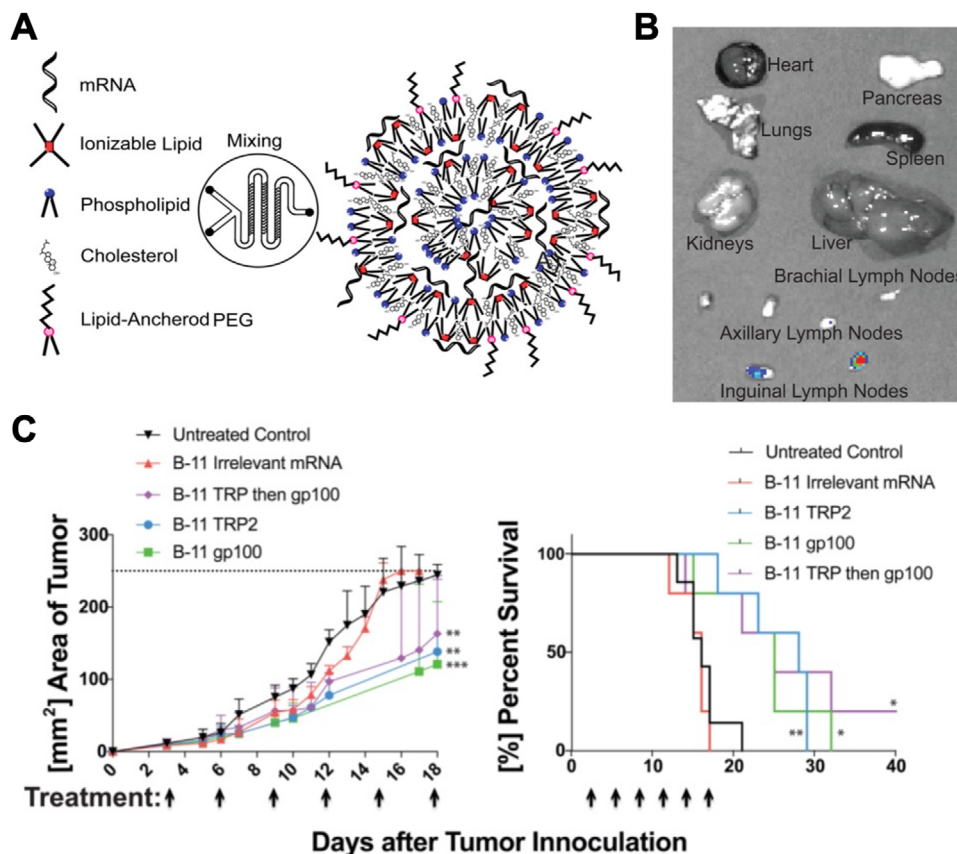 A
mRNA
Ionizable Lipid
Phospholipid
Cholesterol
Lipid-Ancherod PEG
Mixing
B
Heart
Pancreas
Lungs
Spleen
Kidneys
Liver
Brachial Lymph Nodes
Axillary Lymph Nodes
Inguinal Lymph Nodes
C
Untreated Control
B-11 Irrelevant mRNA
B-11 TRP then gp100
B-11 TRP2
B-11 gp100
[mm²] Area of Tumor
300
200
100
0
**
**
***
0 2 4 6 8 10 12 14 16 18
Treatment:
Untreated Control
B-11 Irrelevant mRNA
B-11 TRP2
B-11 gp100
B-11 TRP then gp100
[%] Percent Survival
100
50
0
*
** *
0 10 20 30 40
Days after Tumor Innoculation